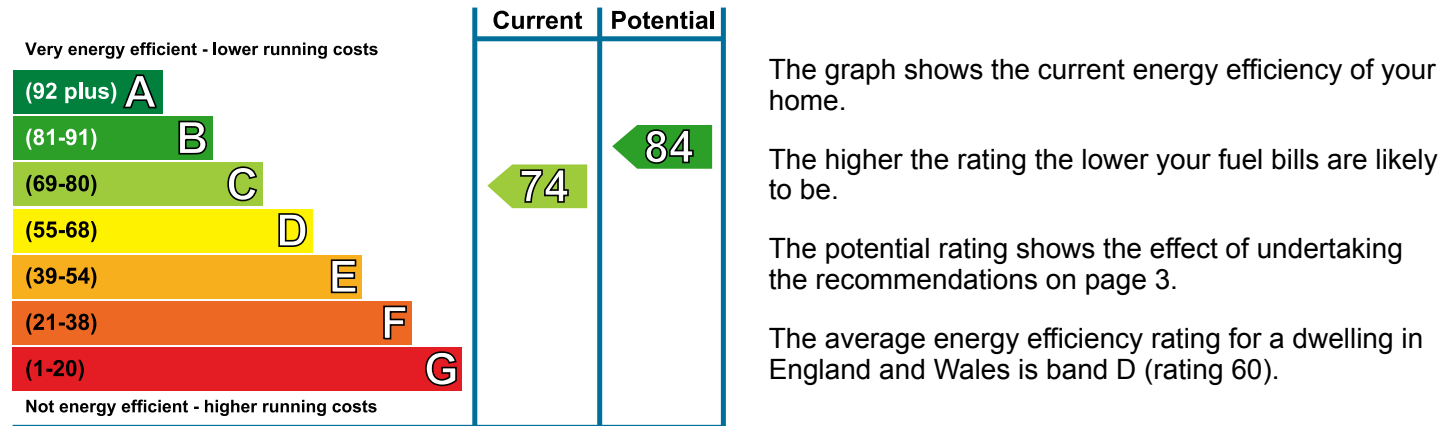 Current Potential
Very energy efficient - lower running costs
(92 plus) A
(81-91) B
84
(69-80) C
74
(55-68) D
(39-54) E
(21-38) F
(1-20) G
Not energy efficient - higher running costs
The graph shows the current energy efficiency of your
home.
The higher the rating the lower your fuel bills are likely
to be.
The potential rating shows the effect of undertaking
the recommendations on page 3.
The average energy efficiency rating for a dwelling in
England and Wales is band D (rating 60).